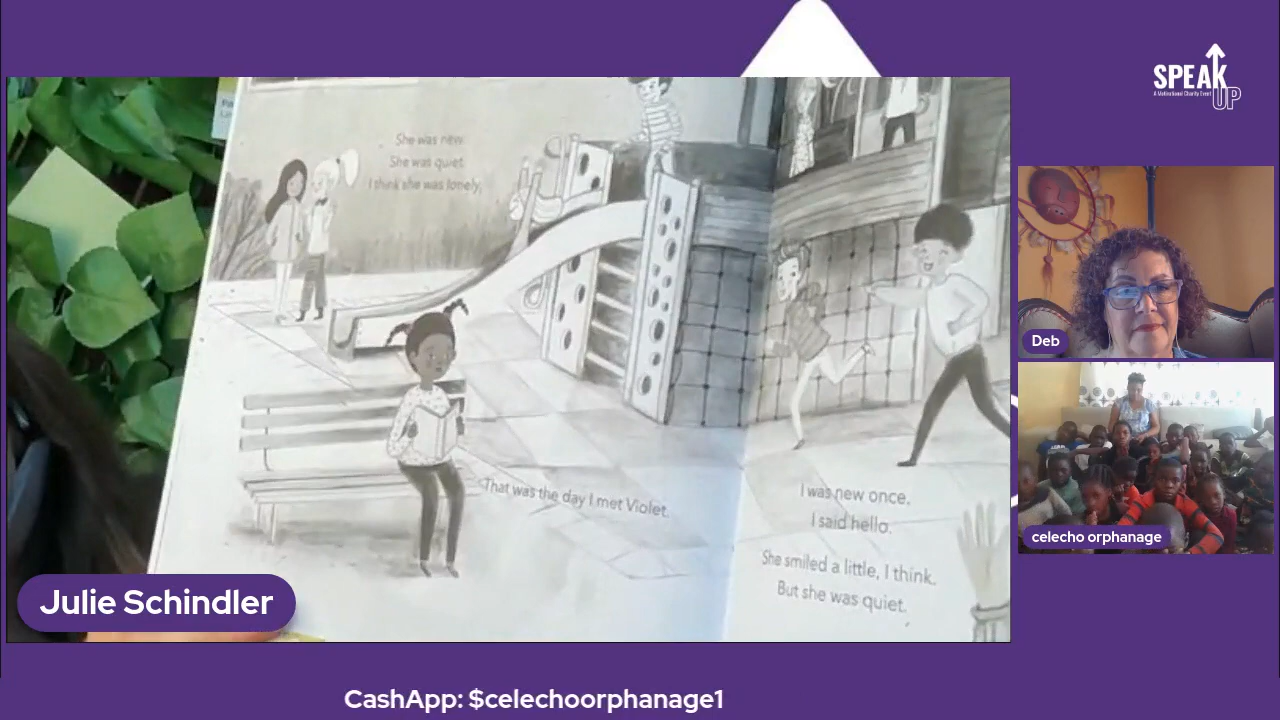 SPEAK
UP
A Motivational Charity Event
She was new.
She was quiet.
I think she was lonely.
That was the day I met Violet.
I was new once.
I said hello.
She smiled a little, I think.
But she was quiet.
Deb
celecho orphanage
Julie Schindler
CashApp: $celechoorphanage1